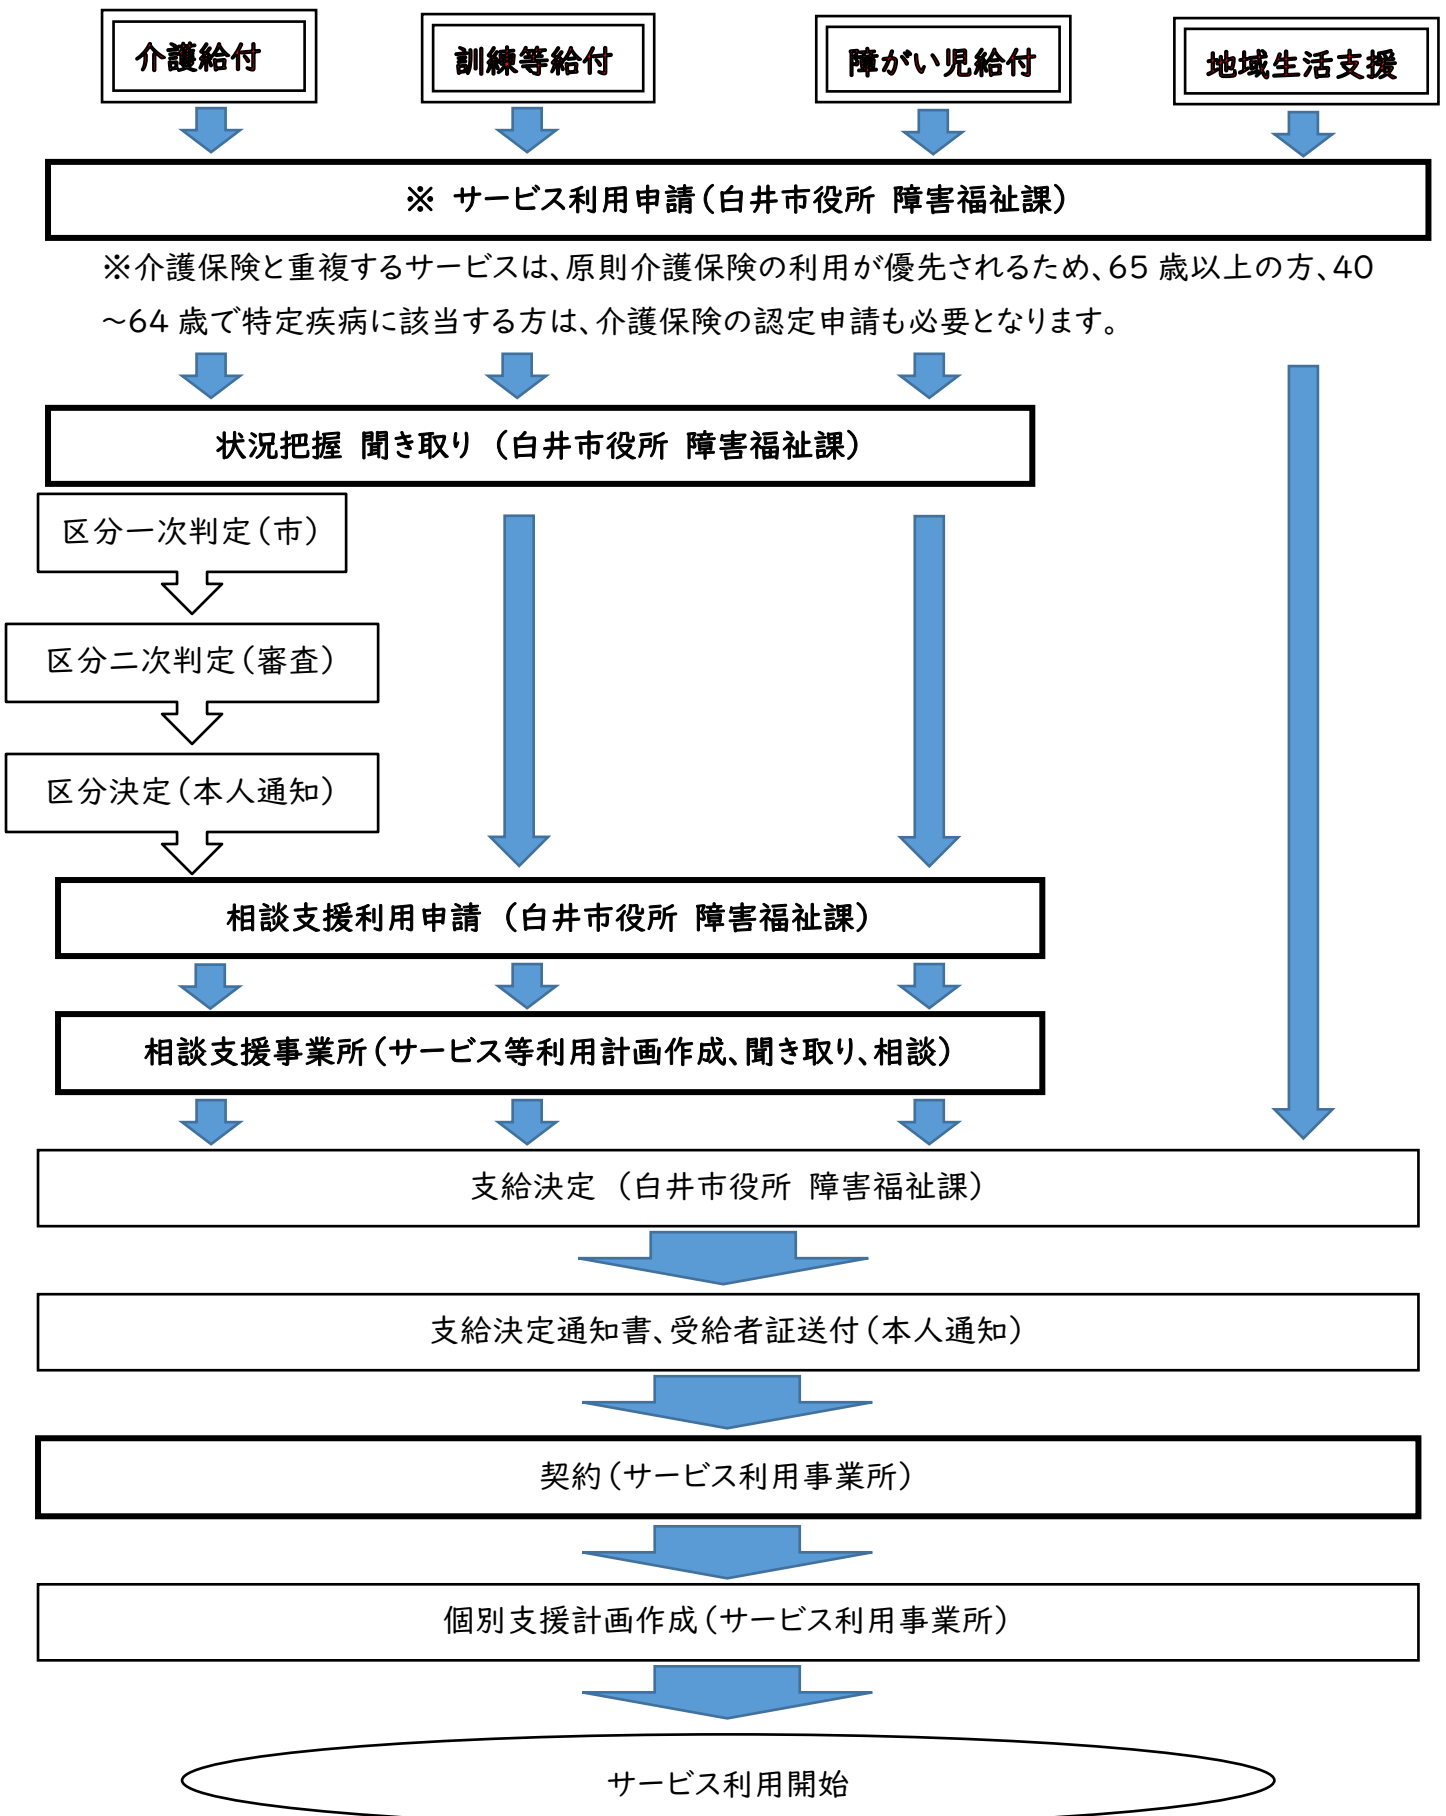 介護給付
訓練等給付
障がい児給付
地域生活支援
※ サービス利用申請（白井市役所 障害福祉課）
※介護保険と重複するサービスは、原則介護保険の利用が優先されるため、65 歳以上の方、40
～64 歳で特定疾病に該当する方は、介護保険の認定申請も必要となります。
状況把握 聞き取り （白井市役所 障害福祉課）
区分一次判定（市）
区分二次判定（審査）
区分決定（本人通知）
相談支援利用申請 （白井市役所 障害福祉課）
相談支援事業所（サービス等利用計画作成、聞き取り、相談）
支給決定 （白井市役所 障害福祉課）
支給決定通知書、受給者証送付（本人通知）
契約（サービス利用事業所）
個別支援計画作成（サービス利用事業所）
サービス利用開始